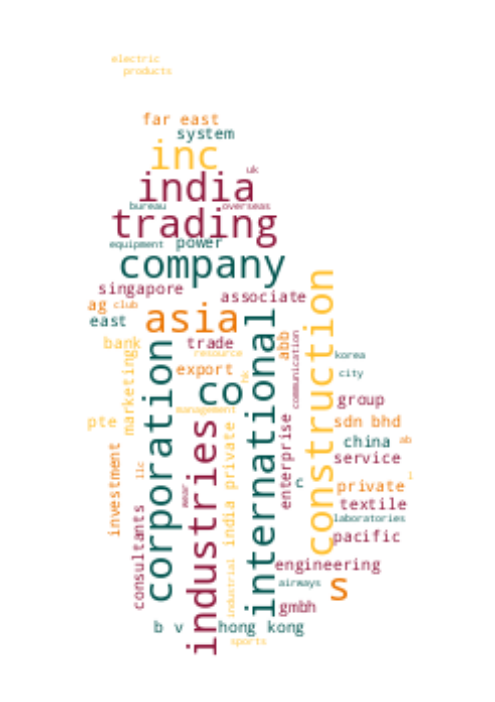 electric
products
far east
system
inc
uk
india
bureau
overseas
trading
equipment
power
company
singapore
associate
ag
club
asia
east
construction
international
abb
communication
bank
corporation
trade
resource
korea
marketing
export
city
hk
co
group
management
pte
industries
india private
enterprise
sdn bhd
china
ab
service
investment
llc
c
private
l
near
textile
consultants
laboratories
pacific
engineering
industrial
airways
s
gmbh
b v
hong kong
sports